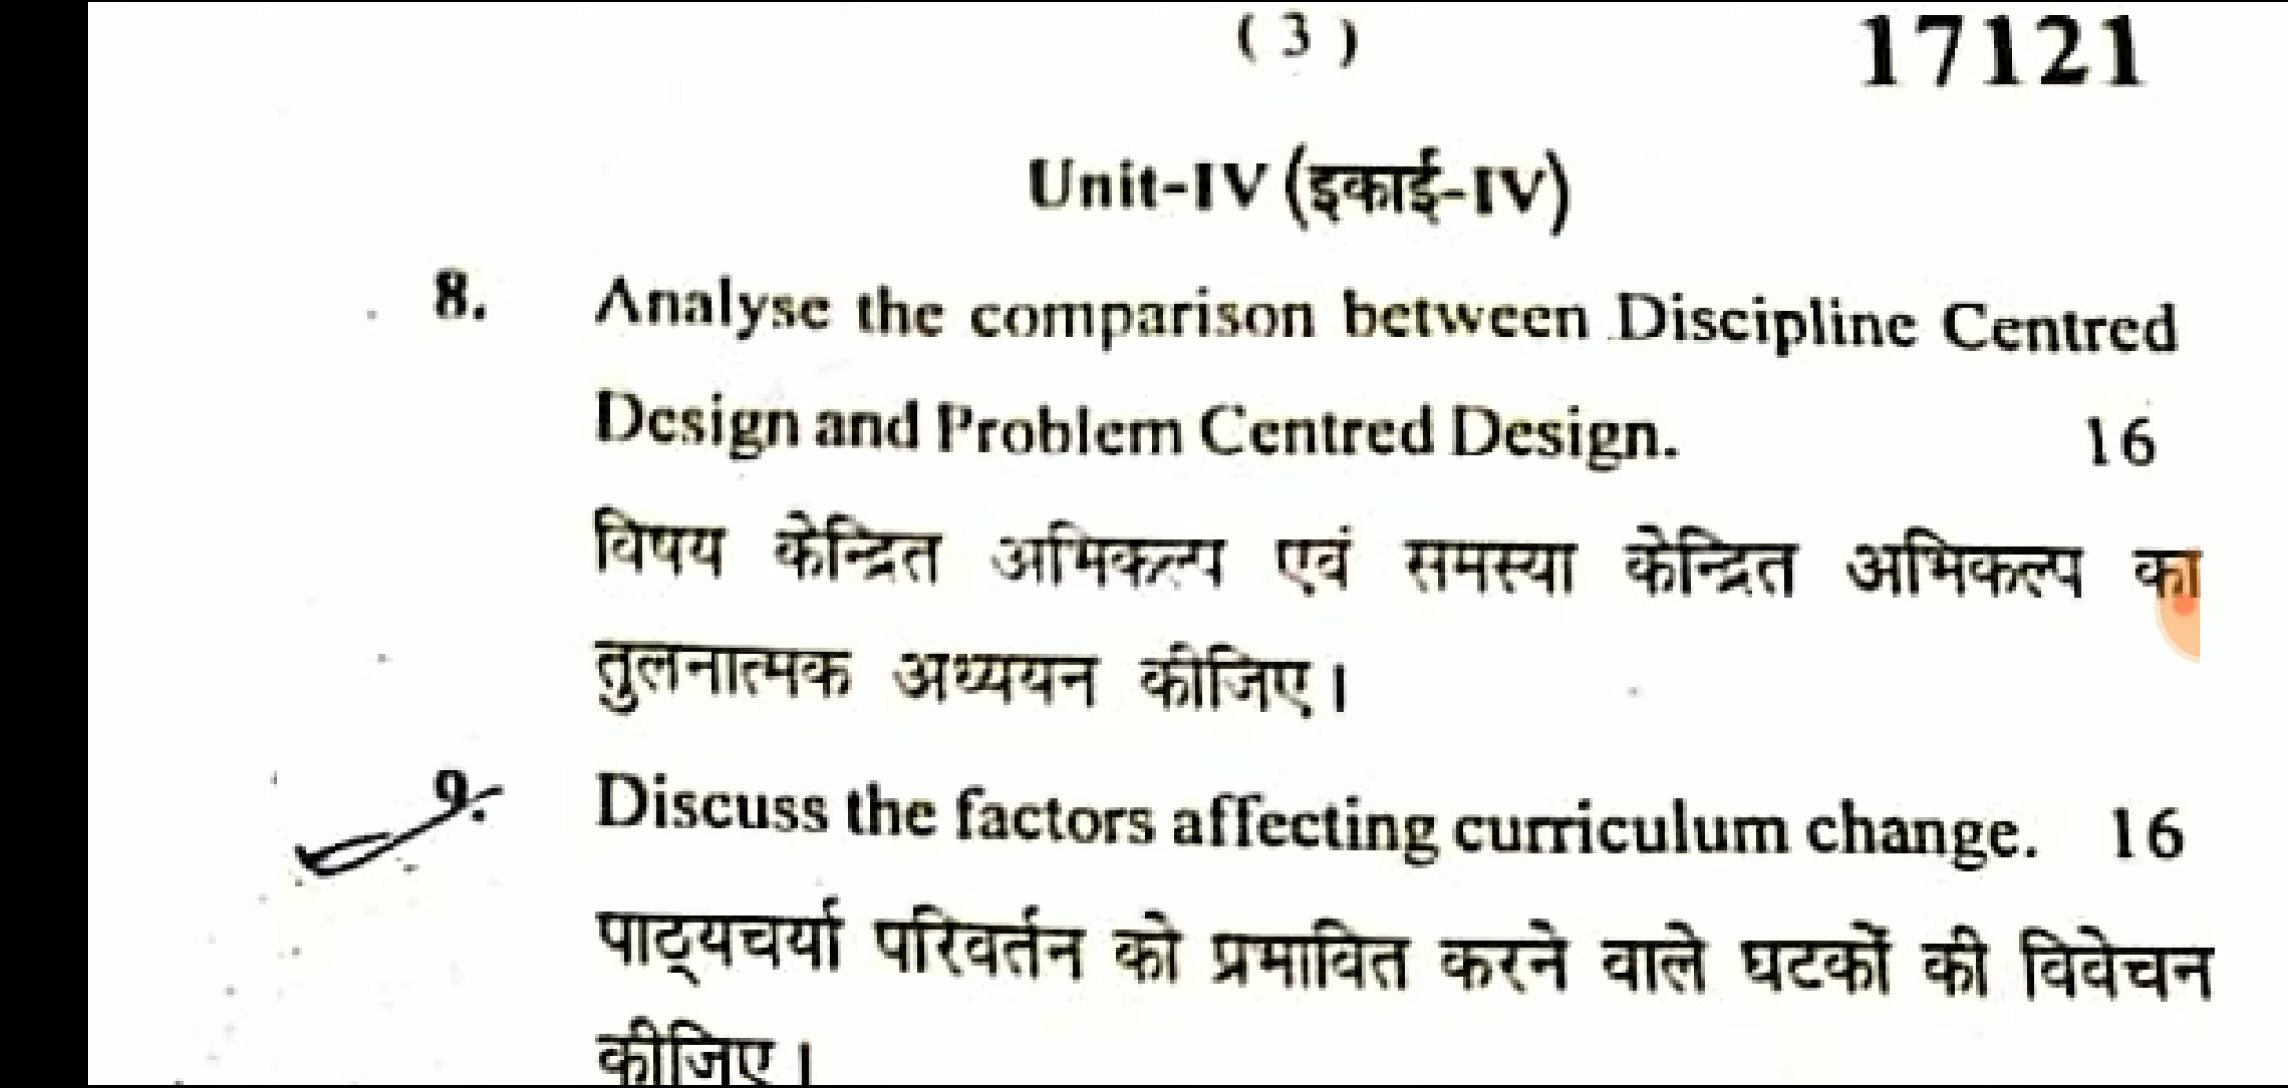 ( 3 )
17121
Unit-IV (इकाई-IV)
8. Analyse the comparison between Discipline Centred
Design and Problem Centred Design. 16
विषय केन्द्रित अभिकल्प एवं समस्या केन्द्रित अभिकल्प का
तुलनात्मक अध्ययन कीजिए।
9. Discuss the factors affecting curriculum change. 16
पाठ्यचर्या परिवर्तन को प्रभावित करने वाले घटकों की विवेचन
कीजिए।